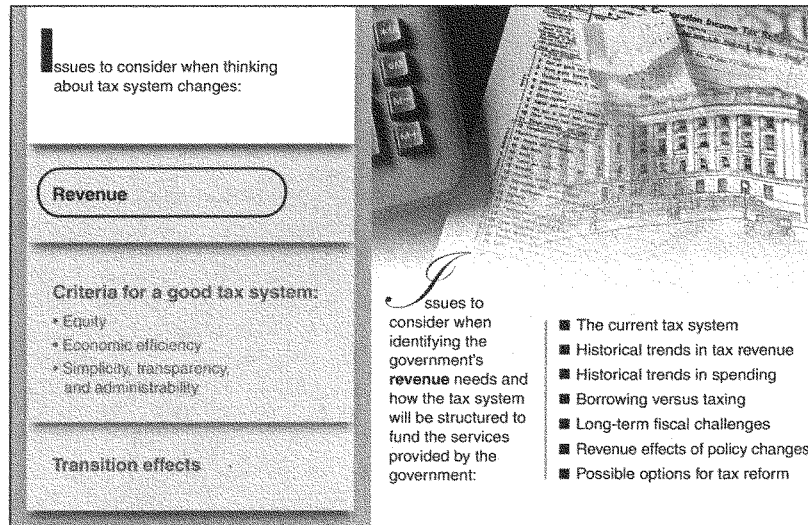 Issues to consider when thinking
about tax system changes:
Revenue
Criteria for a good tax system:
• Equity
• Economic efficiency
• Simplicity, transparency,
and administrability
Transition effects
Issues to
consider when
identifying the
government's
revenue needs and
how the tax system
will be structured to
fund the services
provided by the
government:
■ The current tax system
■ Historical trends in tax revenue
■ Historical trends in spending
■ Borrowing versus taxing
■ Long-term fiscal challenges
■ Revenue effects of policy changes
■ Possible options for tax reform
Income Tax